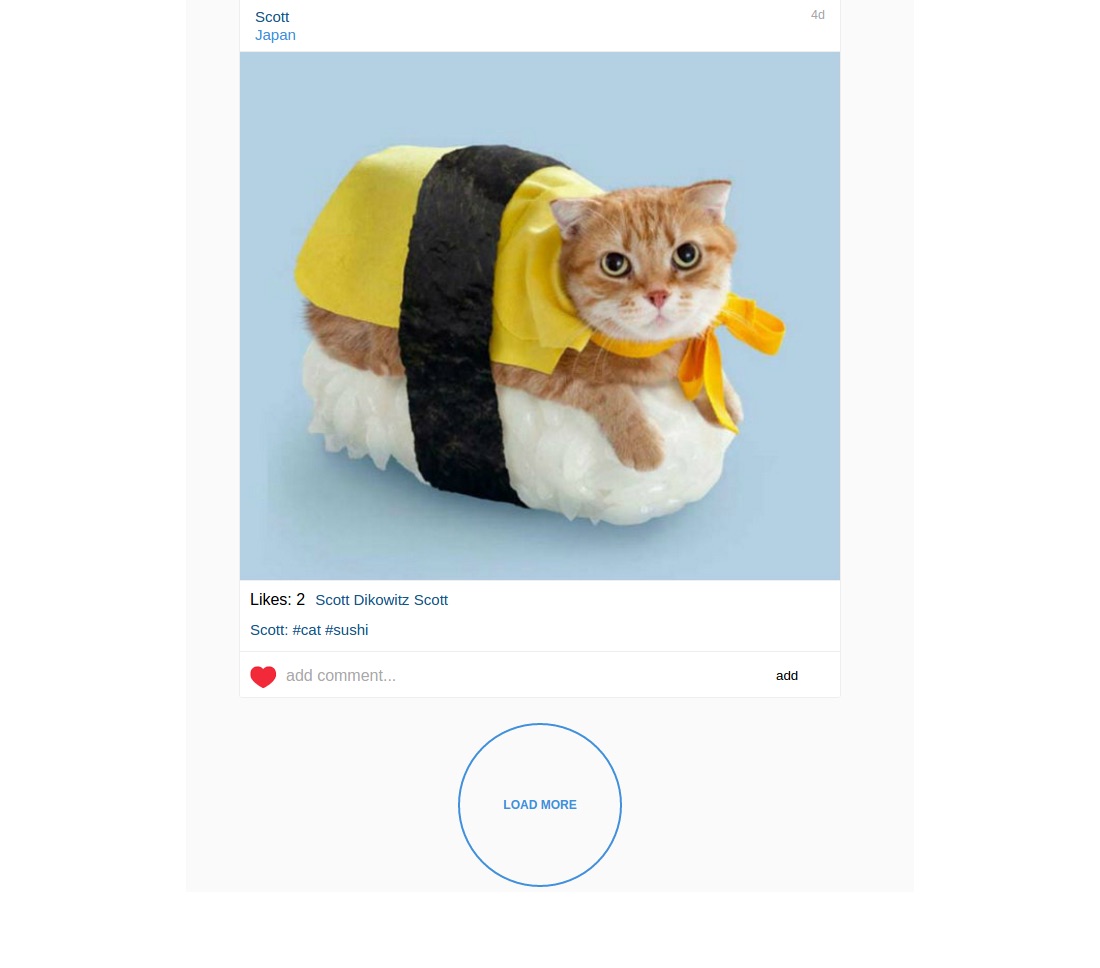 Scott
4d
Japan
Likes: 2 Scott Dikowitz Scott
Scott: #cat #sushi
add comment... add
LOAD MORE